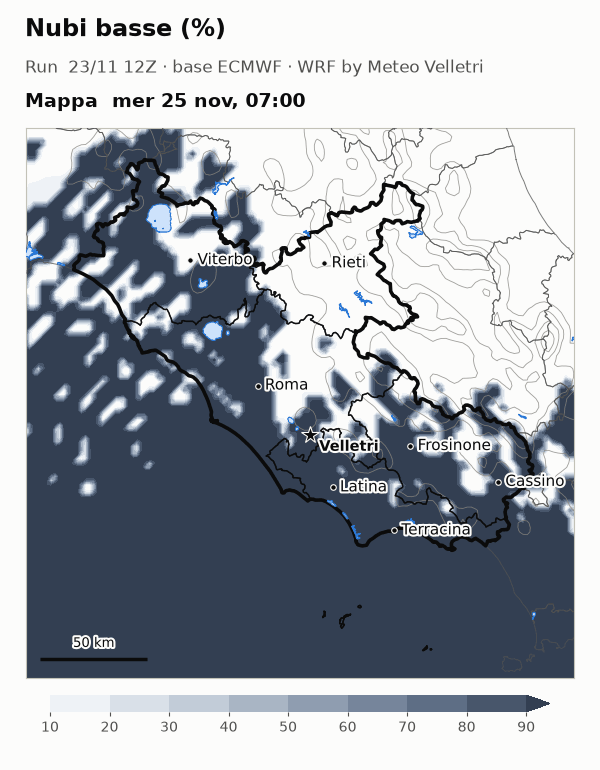 Nubi basse (%)
Run  23/11 12Z · base ECMWF · WRF by Meteo Velletri
Mappa  mer 25 nov, 07:00
Viterbo
Rieti
Roma
Velletri
Frosinone
Cassino
Latina
Terracina
50 km
10 20 30 40 50 60 70 80 90